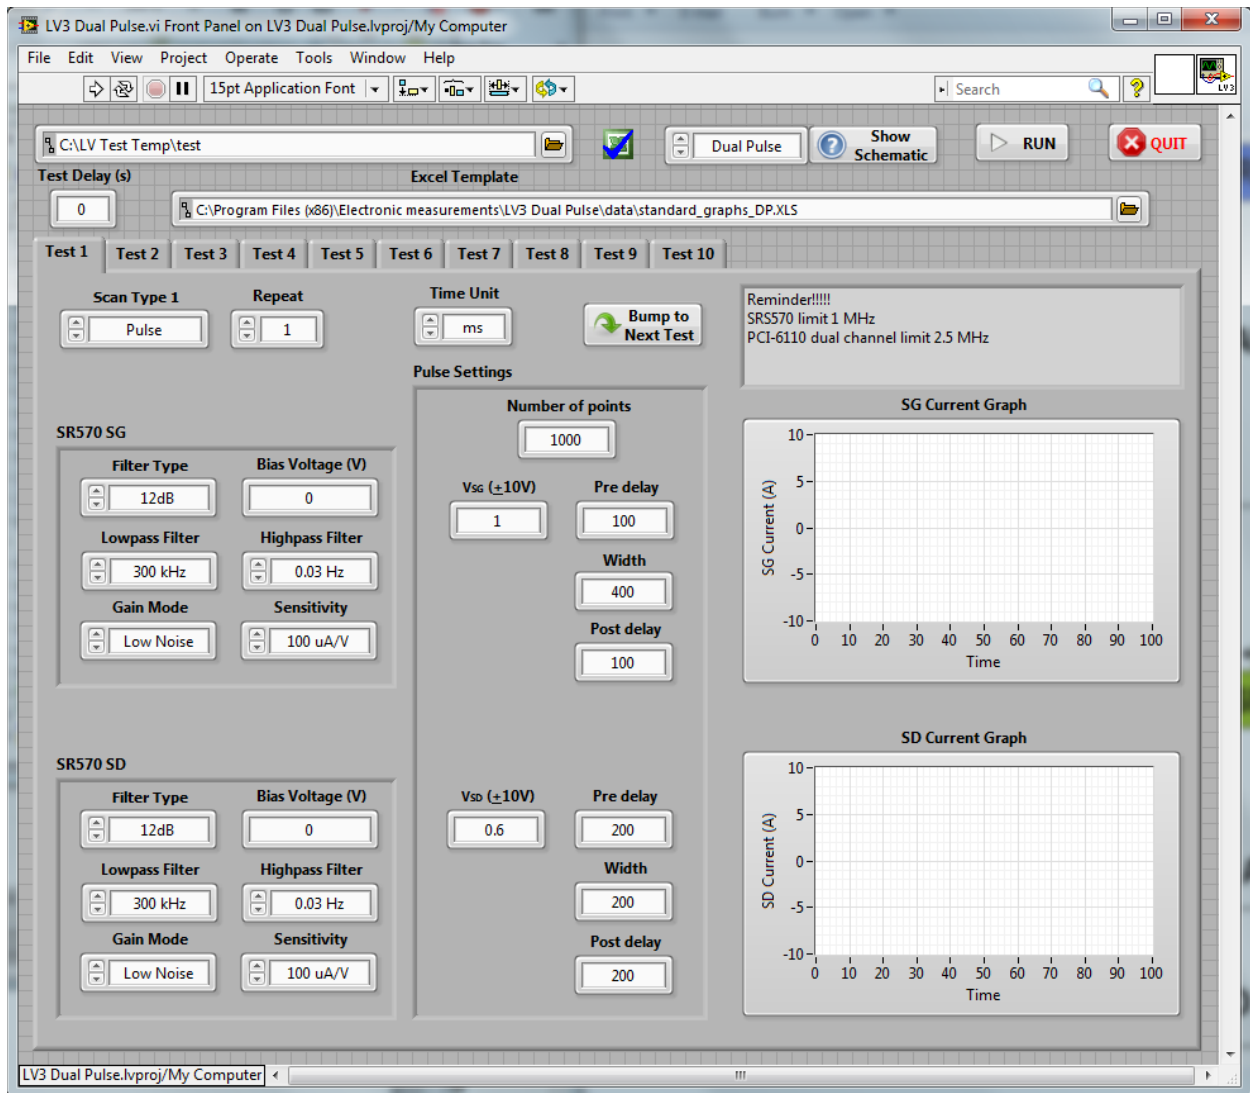 LV3 Dual Pulse.vi Front Panel on LV3 Dual Pulse.lvproj/My Computer
File Edit View Project Operate Tools Window Help
15pt Application Font
Search
LV3
C:\LV Test Temp\test
Dual Pulse
Show
Schematic
RUN
QUIT
Test Delay (s)
Excel Template
0
C:\Program Files (x86)\Electronic measurements\LV3 Dual Pulse\data\standard_graphs_DP.XLS
Test 1 Test 2 Test 3 Test 4 Test 5 Test 6 Test 7 Test 8 Test 9 Test 10
Scan Type 1
Pulse
Repeat
1
Time Unit
ms
Bump to
Next Test
Reminder!!!!!
SRS570 limit 1 MHz
PCI-6110 dual channel limit 2.5 MHz
SR570 SG
Filter Type
12dB
Bias Voltage (V)
0
Lowpass Filter
300 kHz
Highpass Filter
0.03 Hz
Gain Mode
Low Noise
Sensitivity
100 uA/V
SR570 SD
Filter Type
12dB
Bias Voltage (V)
0
Lowpass Filter
300 kHz
Highpass Filter
0.03 Hz
Gain Mode
Low Noise
Sensitivity
100 uA/V
Pulse Settings
Number of points
1000
VSG (±10V)
1
Pre delay
100
Width
400
Post delay
100
VSD (±10V)
0.6
Pre delay
200
Width
200
Post delay
200
SG Current Graph
SG Current (A)
10
5
0
-5
-10
0 10 20 30 40 50 60 70 80 90 100
Time
SD Current Graph
SD Current (A)
10
5
0
-5
-10
0 10 20 30 40 50 60 70 80 90 100
Time
LV3 Dual Pulse.lvproj/My Computer